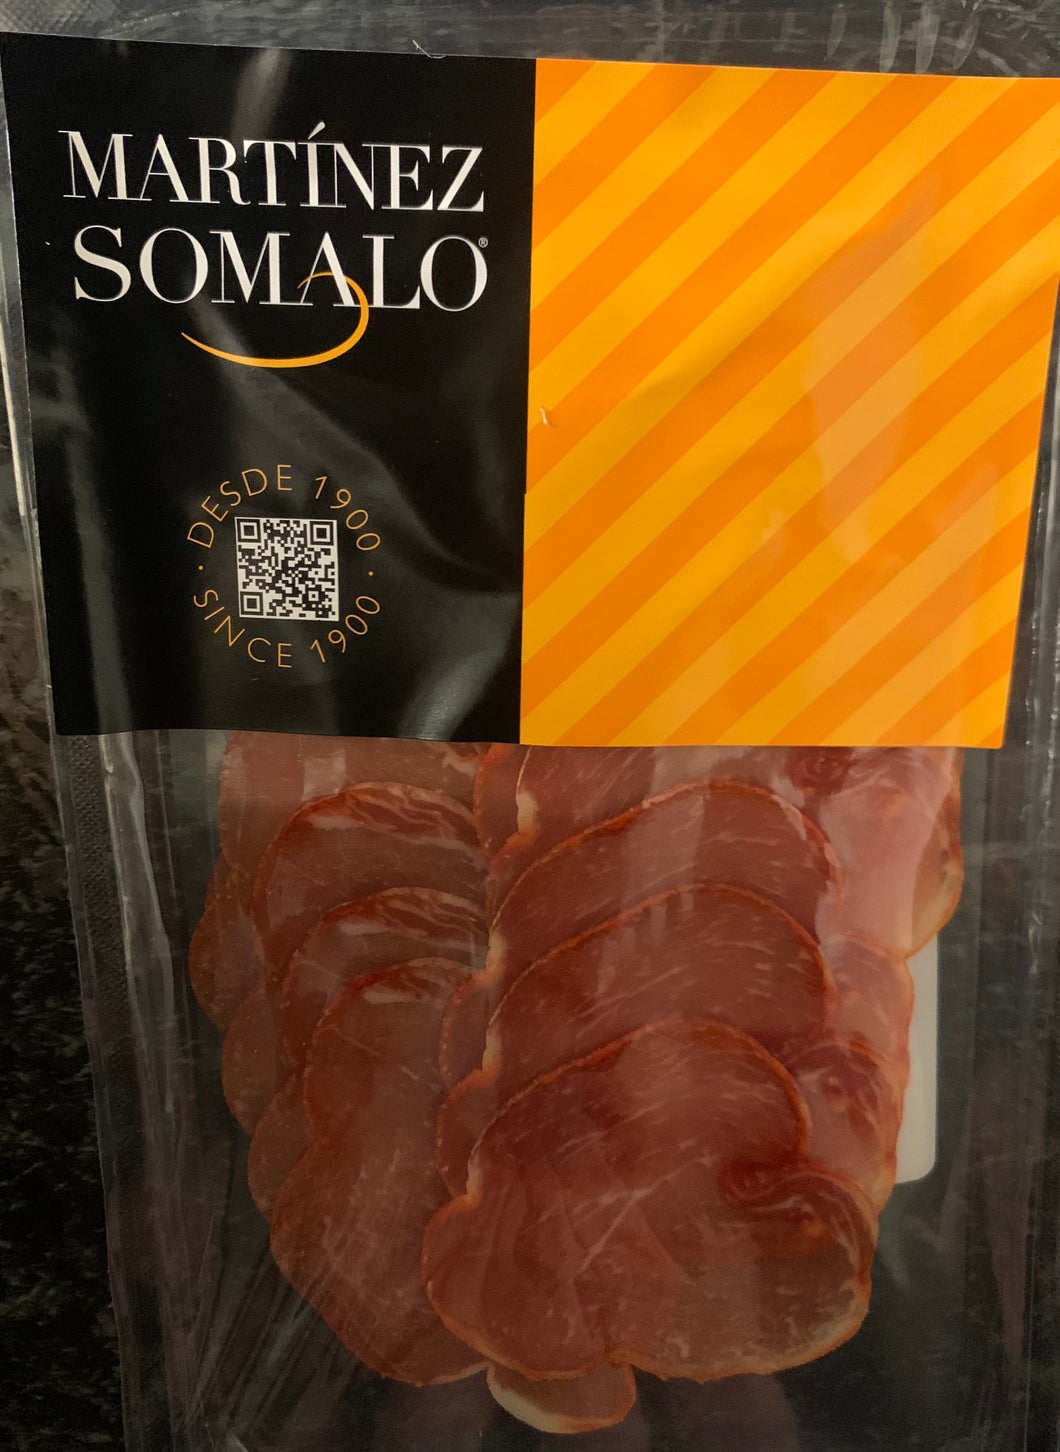 MARTÍNEZ
SOMALO®
· DESDE 1900 ·
SINCE 1900